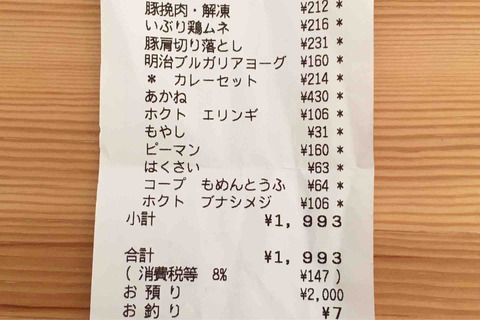 豚挽肉・解凍 ¥212 *
いぶり鶏ムネ ¥216 *
豚肩切り落とし ¥231 *
明治ブルガリアヨーグ ¥160 *
* カレーセット ¥214 *
あかね ¥430 *
ホクト エリンギ ¥106 *
もやし ¥31 *
ピーマン ¥160 *
はくさい ¥63 *
コープ もめんとうふ ¥64 *
ホクト ブナシメジ ¥106 *
小計 ¥1,993
合計 ¥1,993
( 消費税等 8% ¥147 )
お預り ¥2,000
お釣り ¥7